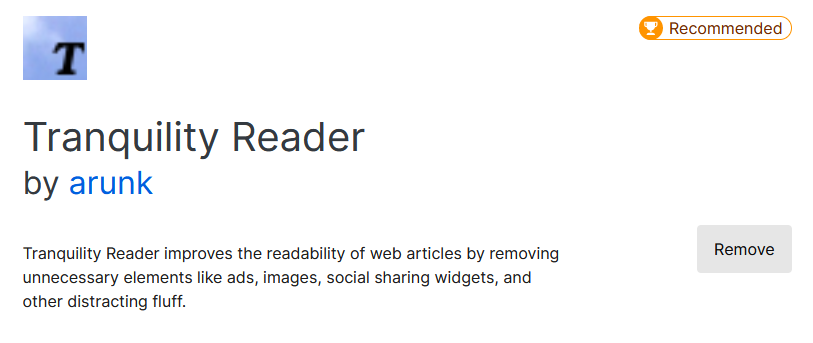 T
Recommended
Tranquility Reader
by arunk
Tranquility Reader improves the readability of web articles by removing
unnecessary elements like ads, images, social sharing widgets, and
other distracting fluff.
Remove